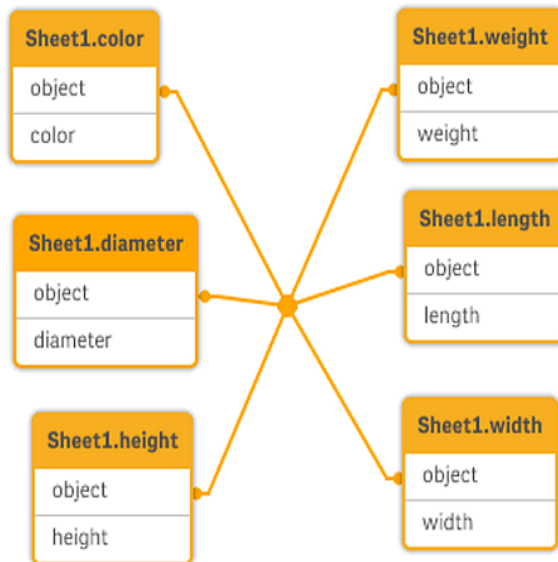 Sheet1.color
object
color
Sheet1.weight
object
weight
Sheet1.diameter
object
diameter
Sheet1.length
object
length
Sheet1.height
object
height
Sheet1.width
object
width